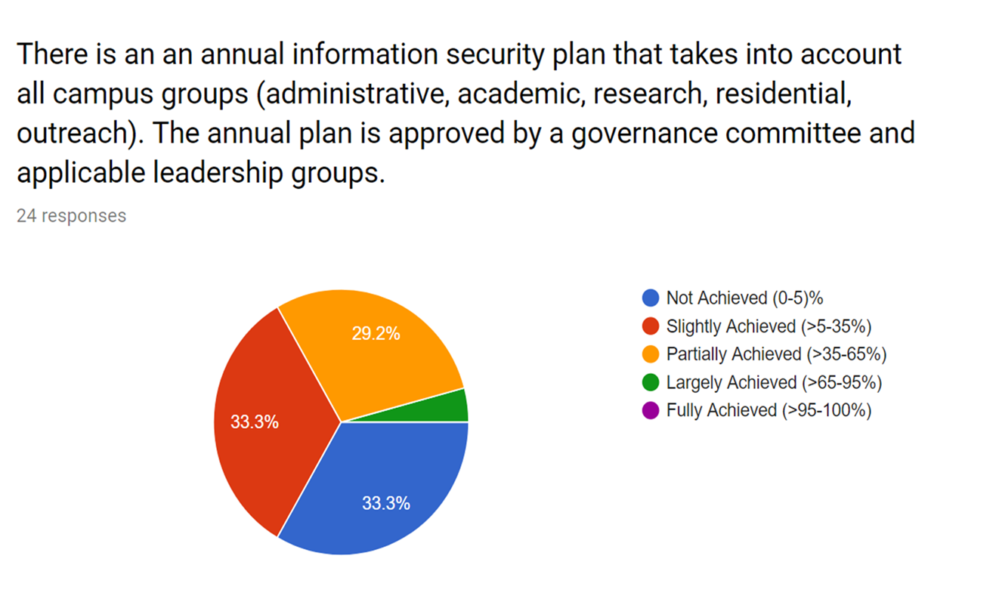 There is an an annual information security plan that takes into account
all campus groups (administrative, academic, research, residential,
outreach). The annual plan is approved by a governance committee and
applicable leadership groups.
24 responses
29.2%
33.3%
33.3%
Not Achieved (0-5)%
Slightly Achieved (>5-35%)
Partially Achieved (>35-65%)
Largely Achieved (>65-95%)
Fully Achieved (>95-100%)